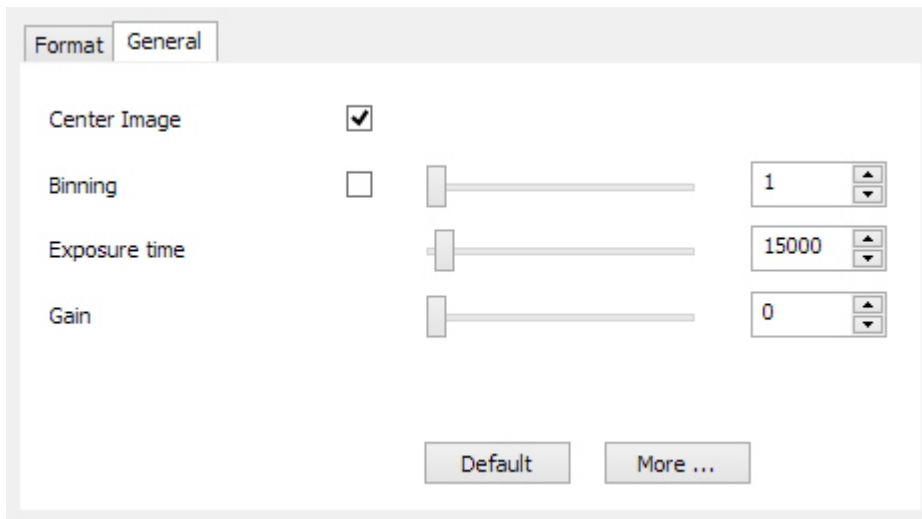 Format General
Center Image
Binning 1
Exposure time 15000
Gain 0
Default More ...